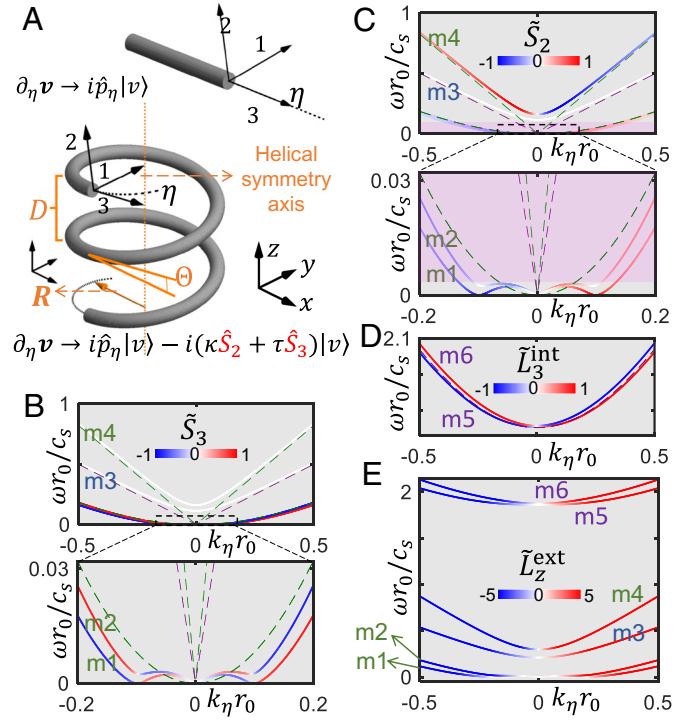 A
2
1
3
η
∂ηv → ip̂η|v⟩
2
1
3
η
Helical
symmetry
axis
D
Θ
R
z
y
x
∂ηv → ip̂η|v⟩ − i(κŜ2 + τŜ3)|v⟩
B
1
m4
S̃3
-1 0 1
m3
ωr0/cs
0
-0.5 0 kηr0 0.5
0.03
ωr0/cs
m2
m1
0
-0.2 0 kηr0 0.2
C
1
m4
S̃2
-1 0 1
m3
ωr0/cs
0
-0.5 0 kηr0 0.5
0.03
ωr0/cs
m2
m1
0
0 kηr0 0.2
D
2.1
m6
L̃3int
-1 0 1
m5
ωr0/cs
0 kηr0 0.5
E
2
m6
m5
L̃zext
-5 0 5
m4
ωr0/cs
m3
m2
m1
0
-0.5 0 kηr0 0.5